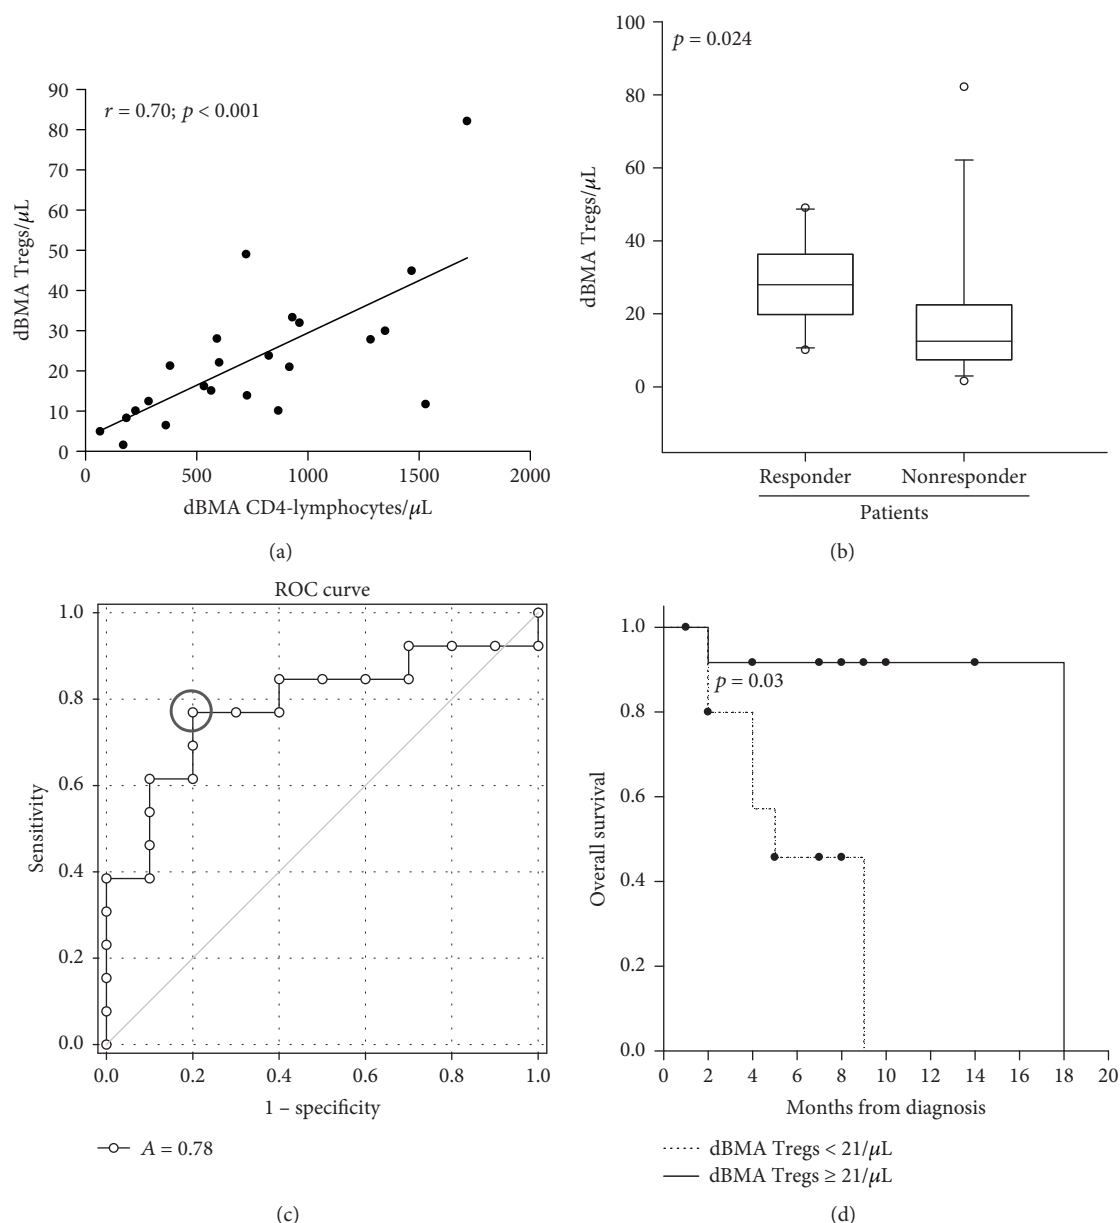 r = 0.70; p < 0.001
90
80
70
60
50
40
30
20
10
0
dBMA Tregs/μL
0
500
1000
1500
2000
dBMA CD4-lymphocytes/μL
(a)
p = 0.024
100
80
60
40
20
0
dBMA Tregs/μL
Responder
Nonresponder
Patients
(b)
ROC curve
1.0
0.8
0.6
0.4
0.2
0.0
Sensitivity
0.0
0.2
0.4
0.6
0.8
1.0
1 – specificity
A = 0.78
(c)
1.0
0.8
0.6
0.4
0.2
0.0
Overall survival
p = 0.03
0
2
4
6
8
10
12
14
16
18
20
Months from diagnosis
dBMA Tregs < 21/μL
dBMA Tregs ≥ 21/μL
(d)